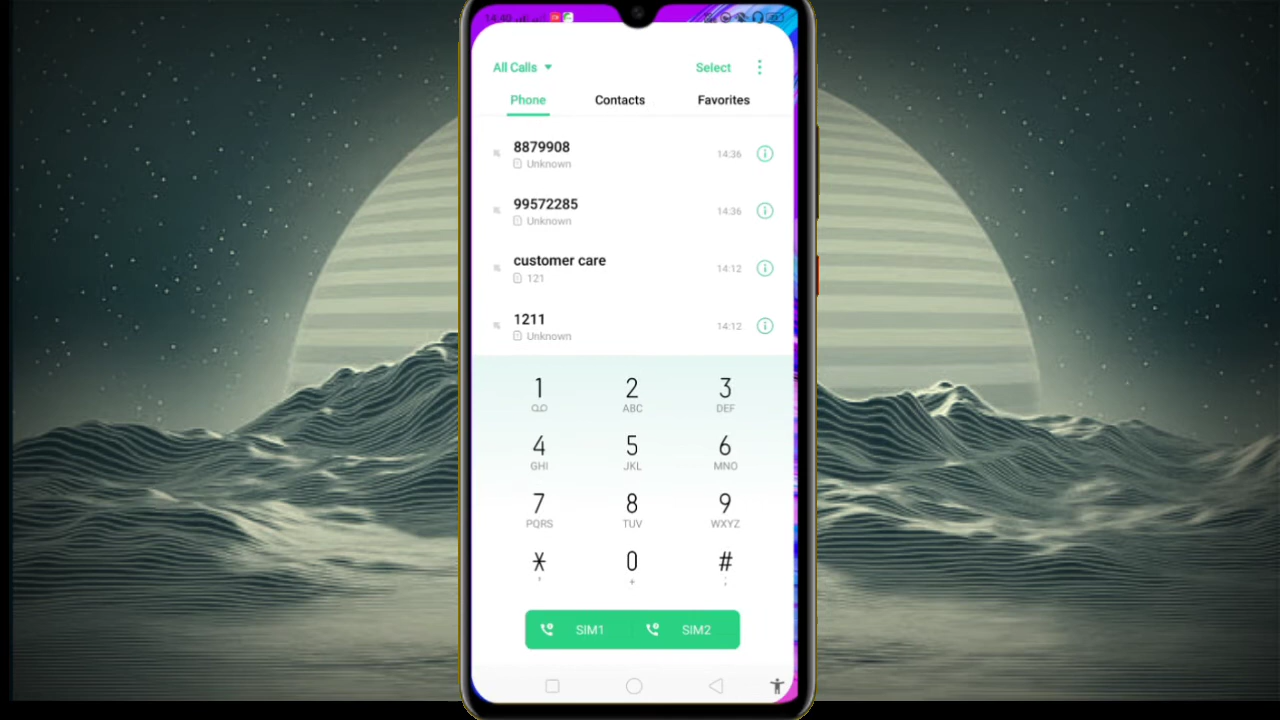 14:40
All Calls Select
Phone Contacts Favorites
8879908
Unknown 14:36
99572285
Unknown 14:36
customer care
121 14:12
1211
Unknown 14:12
1 2 3
ABC DEF
4 5 6
GHI JKL MNO
7 8 9
PQRS TUV WXYZ
* 0 #
, + ;
SIM1 SIM2